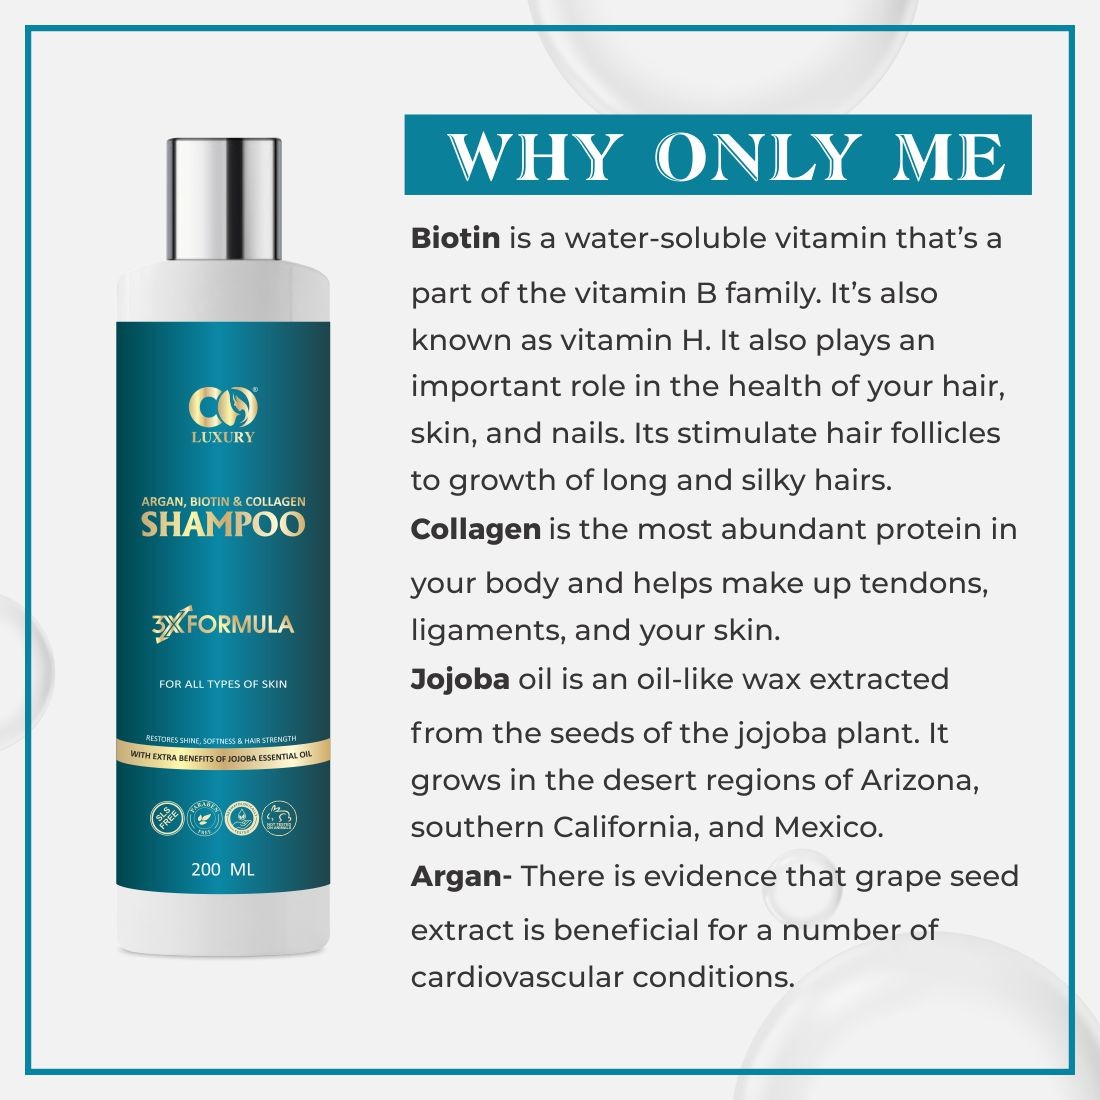 WHY ONLY ME
Biotin is a water-soluble vitamin that's a
part of the vitamin B family. It's also
known as vitamin H. It also plays an
important role in the health of your hair,
skin, and nails. Its stimulate hair follicles
to growth of long and silky hairs.
Collagen is the most abundant protein in
your body and helps make up tendons,
ligaments, and your skin.
Jojoba oil is an oil-like wax extracted
from the seeds of the jojoba plant. It
grows in the desert regions of Arizona,
southern California, and Mexico.
Argan- There is evidence that grape seed
extract is beneficial for a number of
cardiovascular conditions.
CO®
LUXURY
ARGAN, BIOTIN & COLLAGEN
SHAMPOO
3X FORMULA
FOR ALL TYPES OF SKIN
RESTORES SHINE, SOFTNESS & HAIR STRENGTH
WITH EXTRA BENEFITS OF JOJOBA ESSENTIAL OIL
SLS
FREE
PARABEN
FREE
NOT TESTED
ON ANIMALS
200 ML